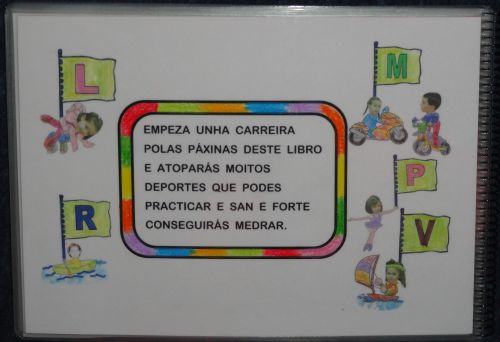 L
M
EMPEZA UNHA CARREIRA
POLAS PÁXINAS DESTE LIBRO
E ATOPARÁS MOITOS
DEPORTES QUE PODES
PRACTICAR E SAN E FORTE
CONSEGUIRÁS MEDRAR.
P
R
V